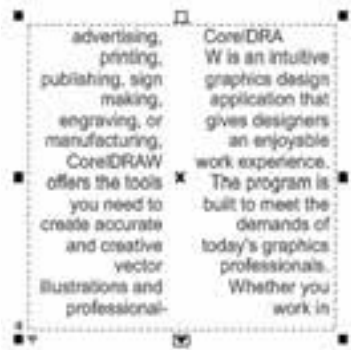 CorelDRA
W is an intuitive
graphics design
application that
gives designers
an enjoyable
work experience.
The program is
built to meet the
demands of
today's graphics
professionals.
Whether you
work in
advertising,
printing,
publishing, sign
making,
engraving, or
manufacturing,
CorelDRAW
offers the tools
you need to
create accurate
and creative
vector
illustrations and
professional-